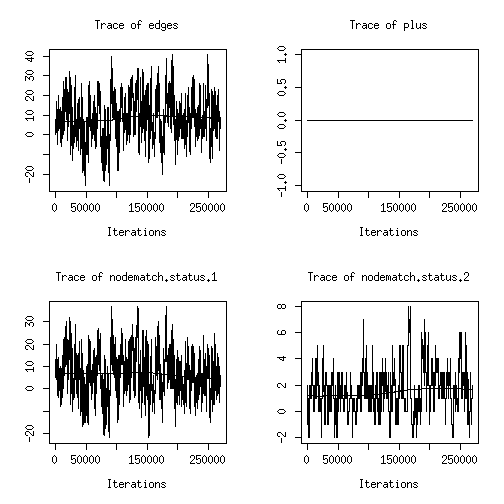 Trace of edges
40
30
20
10
0
-20
0 50000 150000 250000
Iterations
Trace of plus
1.0
0.5
0.0
-0.5
-1.0
0 50000 150000 250000
Iterations
Trace of nodematch.status.1
30
20
10
0
-20
0 50000 150000 250000
Iterations
Trace of nodematch.status.2
8
6
4
2
0
-2
0 50000 150000 250000
Iterations